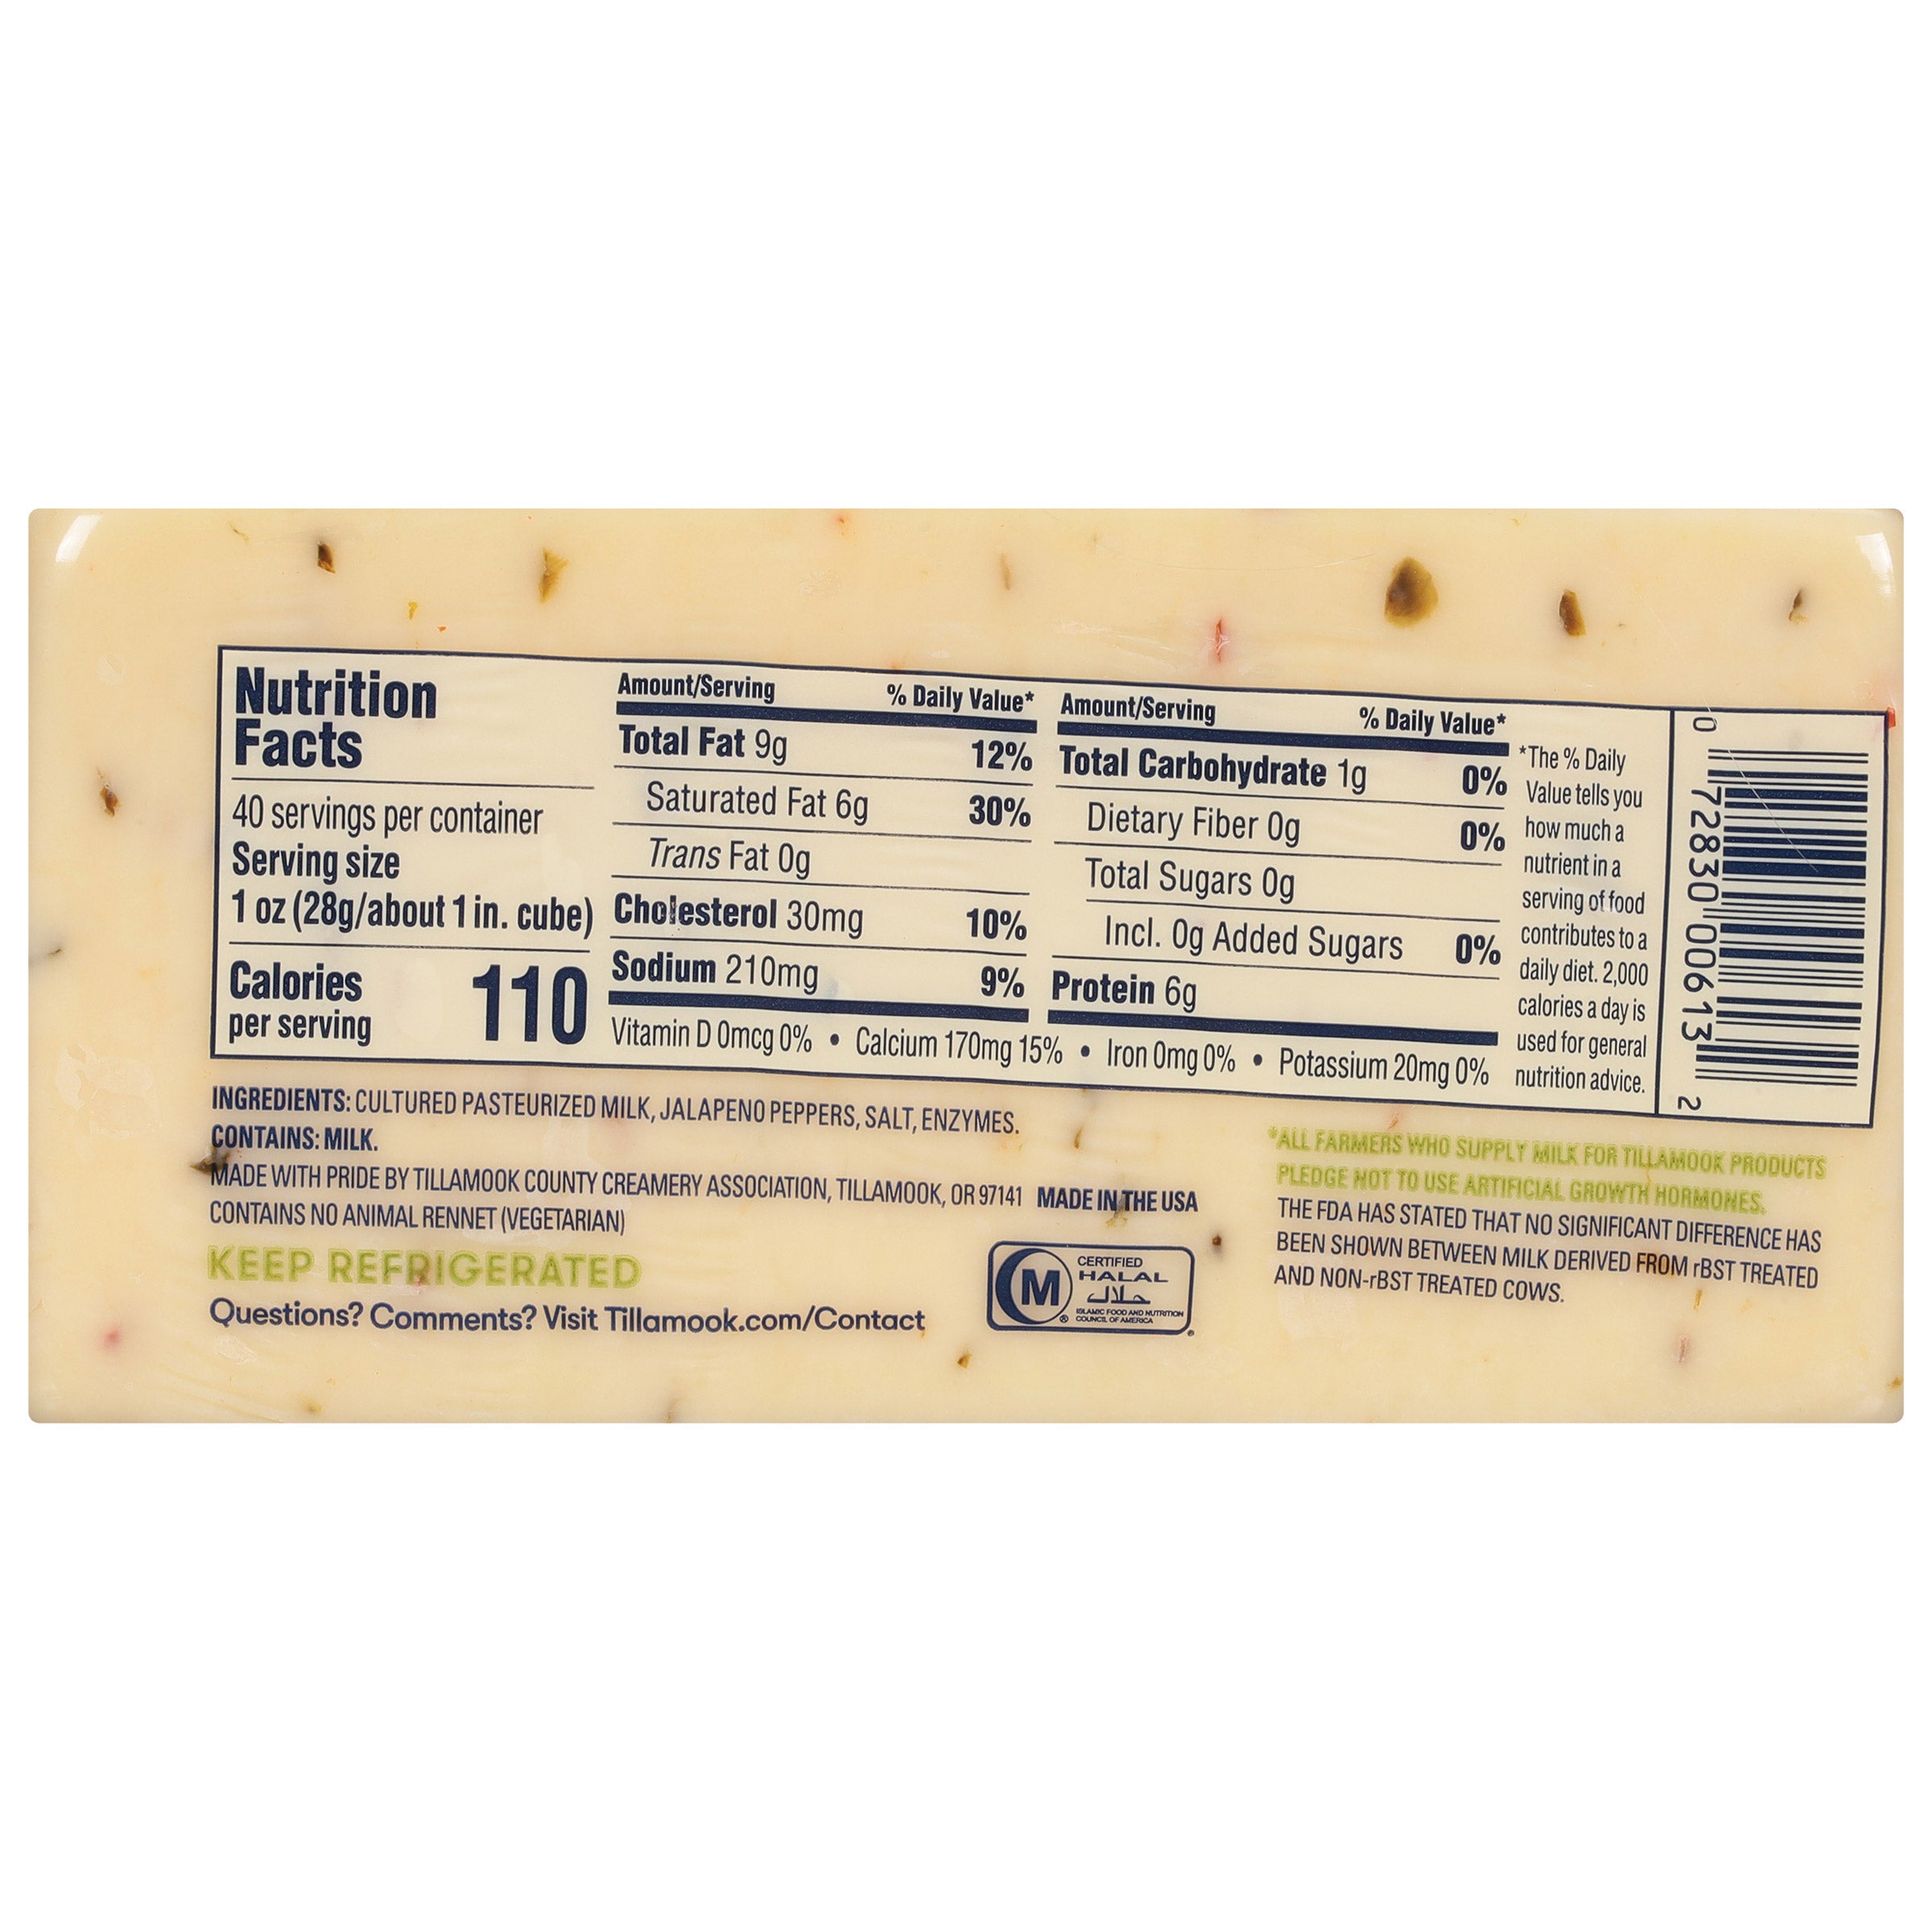 Nutrition
Facts
40 servings per container
Serving size
1 oz (28g/about 1 in. cube)
Calories
per serving
110
Amount/Serving % Daily Value*
Total Fat 9g 12%
Saturated Fat 6g 30%
Trans Fat 0g
Cholesterol 30mg 10%
Sodium 210mg 9%
Amount/Serving % Daily Value*
Total Carbohydrate 1g 0%
Dietary Fiber 0g 0%
Total Sugars 0g
Incl. 0g Added Sugars 0%
Protein 6g
Vitamin D 0mcg 0% • Calcium 170mg 15% • Iron 0mg 0% • Potassium 20mg 0%
*The % Daily
Value tells you
how much a
nutrient in a
serving of food
contributes to a
daily diet. 2,000
calories a day is
used for general
nutrition advice.
0 72830 00613 2
INGREDIENTS: CULTURED PASTEURIZED MILK, JALAPENO PEPPERS, SALT, ENZYMES.
CONTAINS: MILK.
MADE WITH PRIDE BY TILLAMOOK COUNTY CREAMERY ASSOCIATION, TILLAMOOK, OR 97141 MADE IN THE USA
CONTAINS NO ANIMAL RENNET (VEGETARIAN)
KEEP REFRIGERATED
Questions? Comments? Visit Tillamook.com/Contact
M ®
CERTIFIED
HALAL
حلال
ISLAMIC FOOD AND NUTRITION
COUNCIL OF AMERICA
®
*ALL FARMERS WHO SUPPLY MILK FOR TILLAMOOK PRODUCTS
PLEDGE NOT TO USE ARTIFICIAL GROWTH HORMONES.
THE FDA HAS STATED THAT NO SIGNIFICANT DIFFERENCE HAS
BEEN SHOWN BETWEEN MILK DERIVED FROM rBST TREATED
AND NON-rBST TREATED COWS.